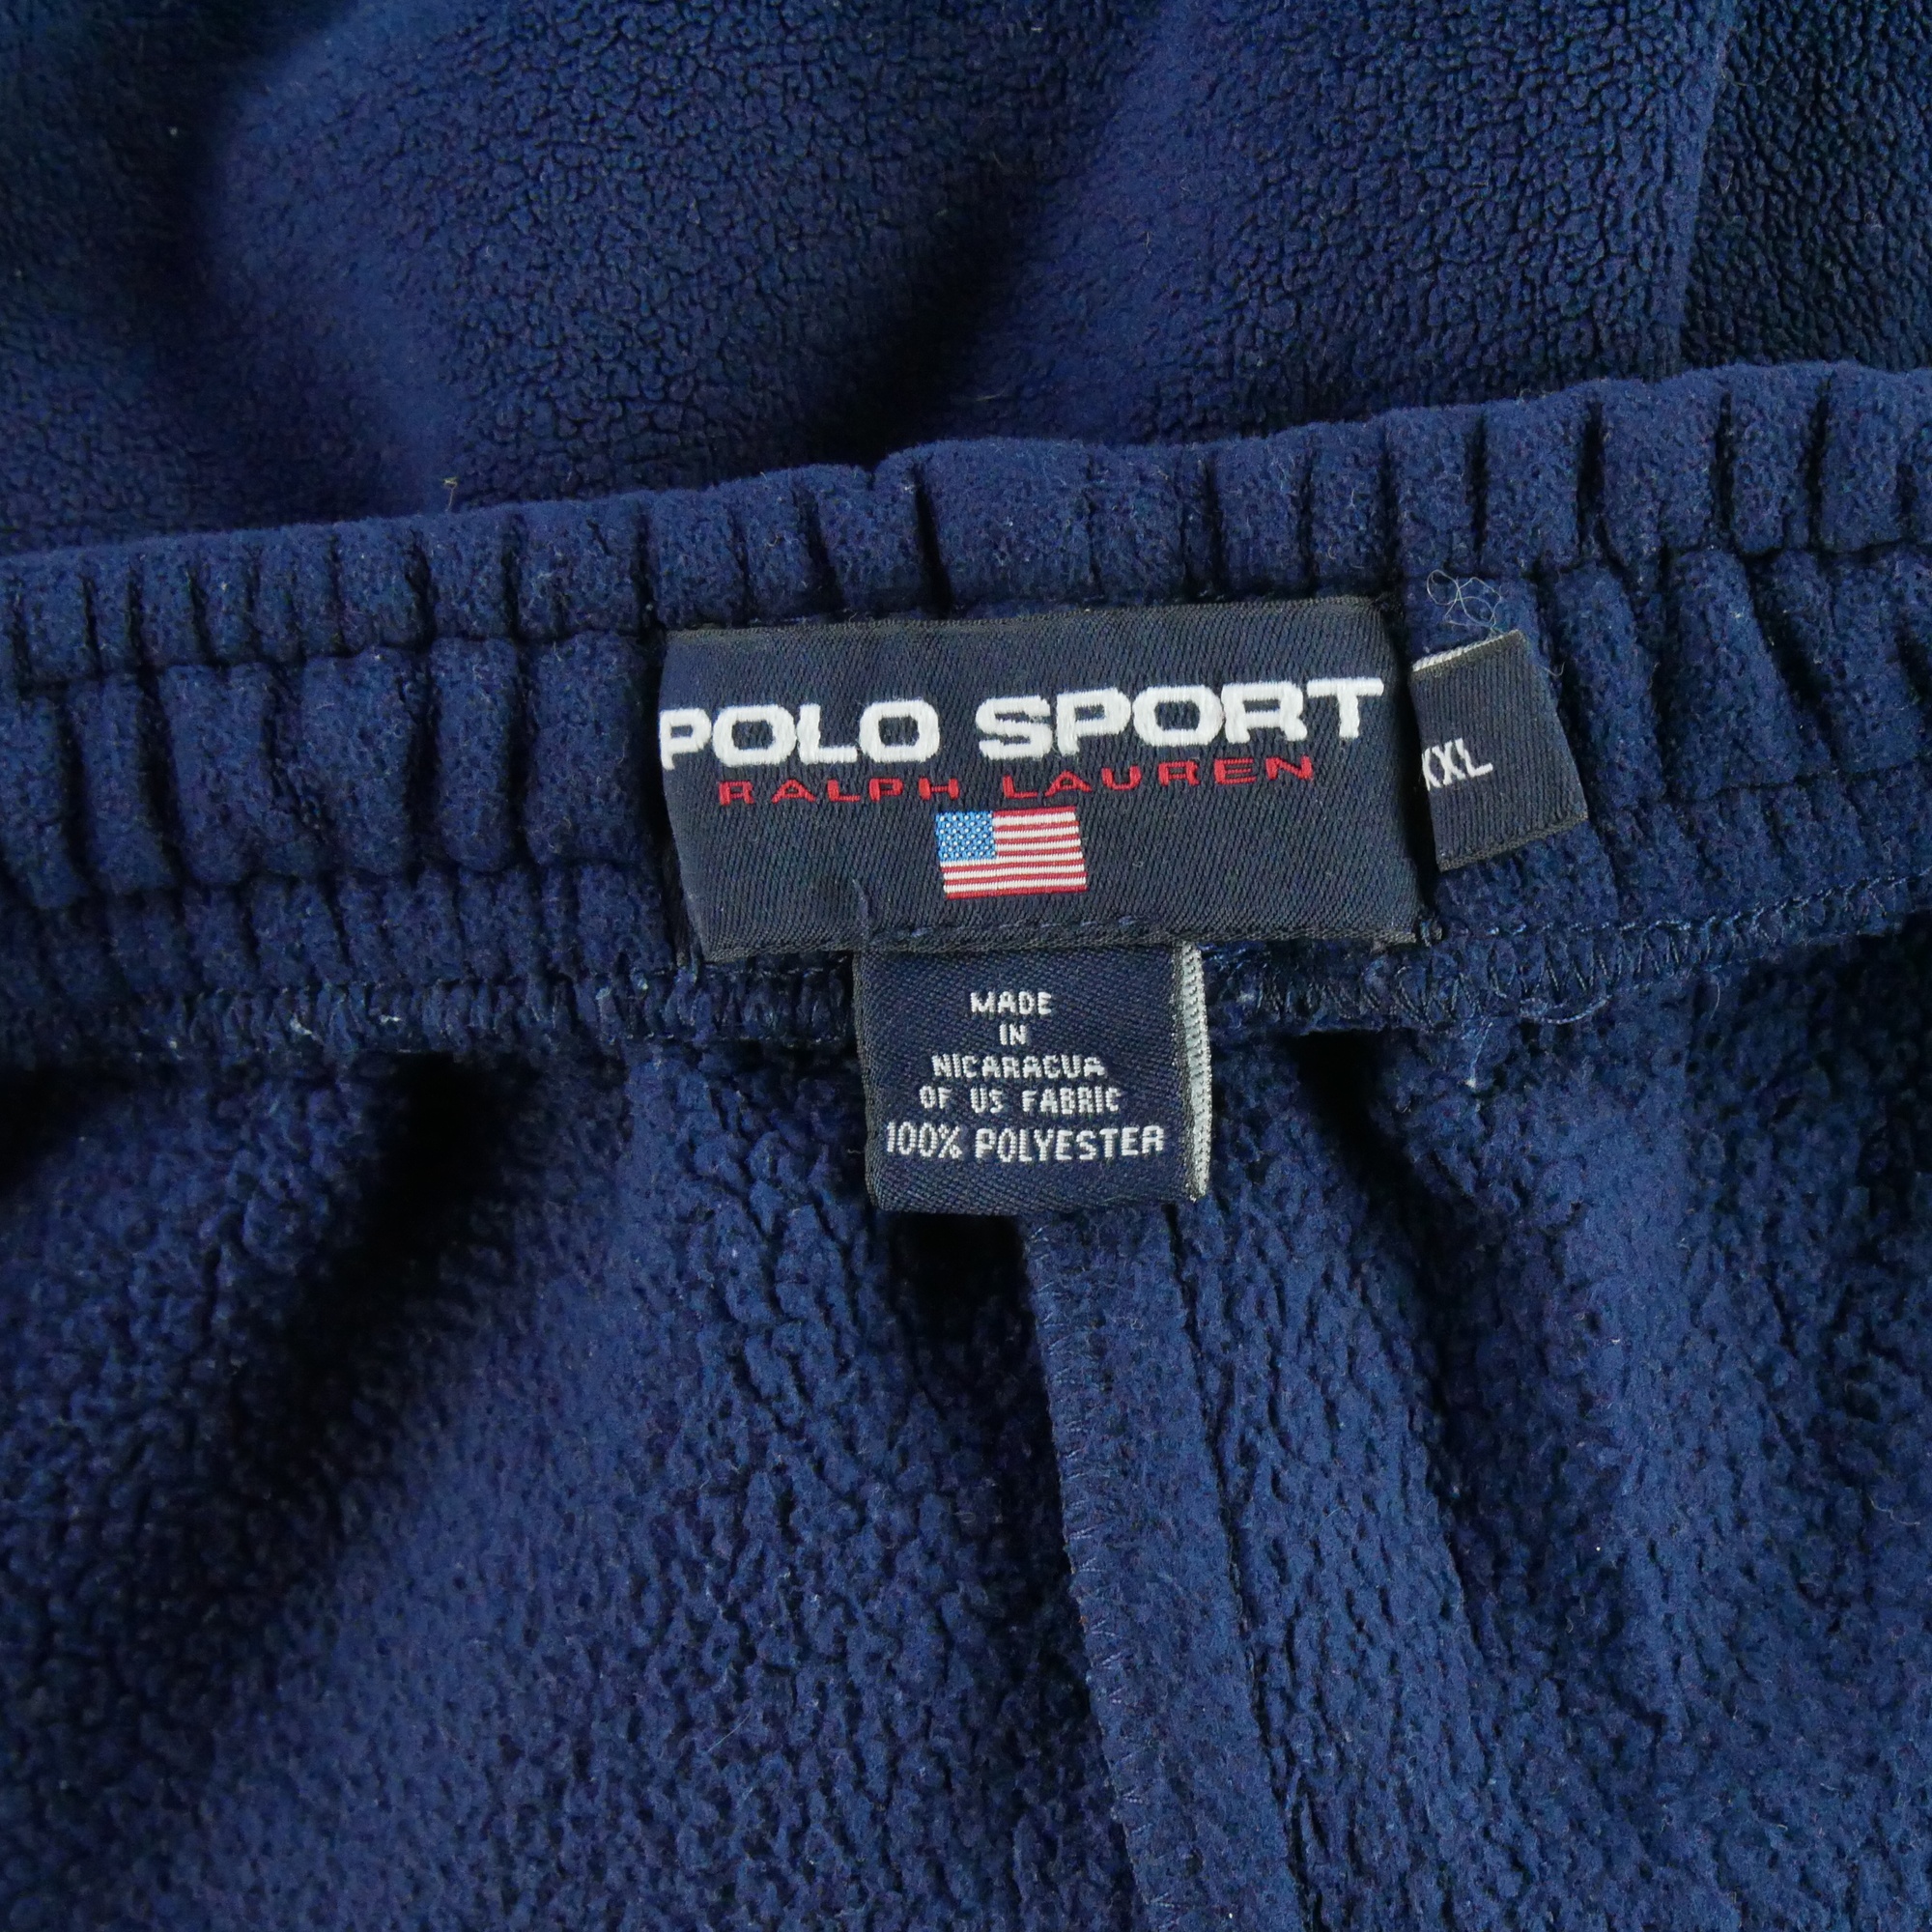 POLO SPORT
RALPH LAUREN
XXL
MADE
IN
NICARAGUA
OF US FABRIC
100% POLYESTER